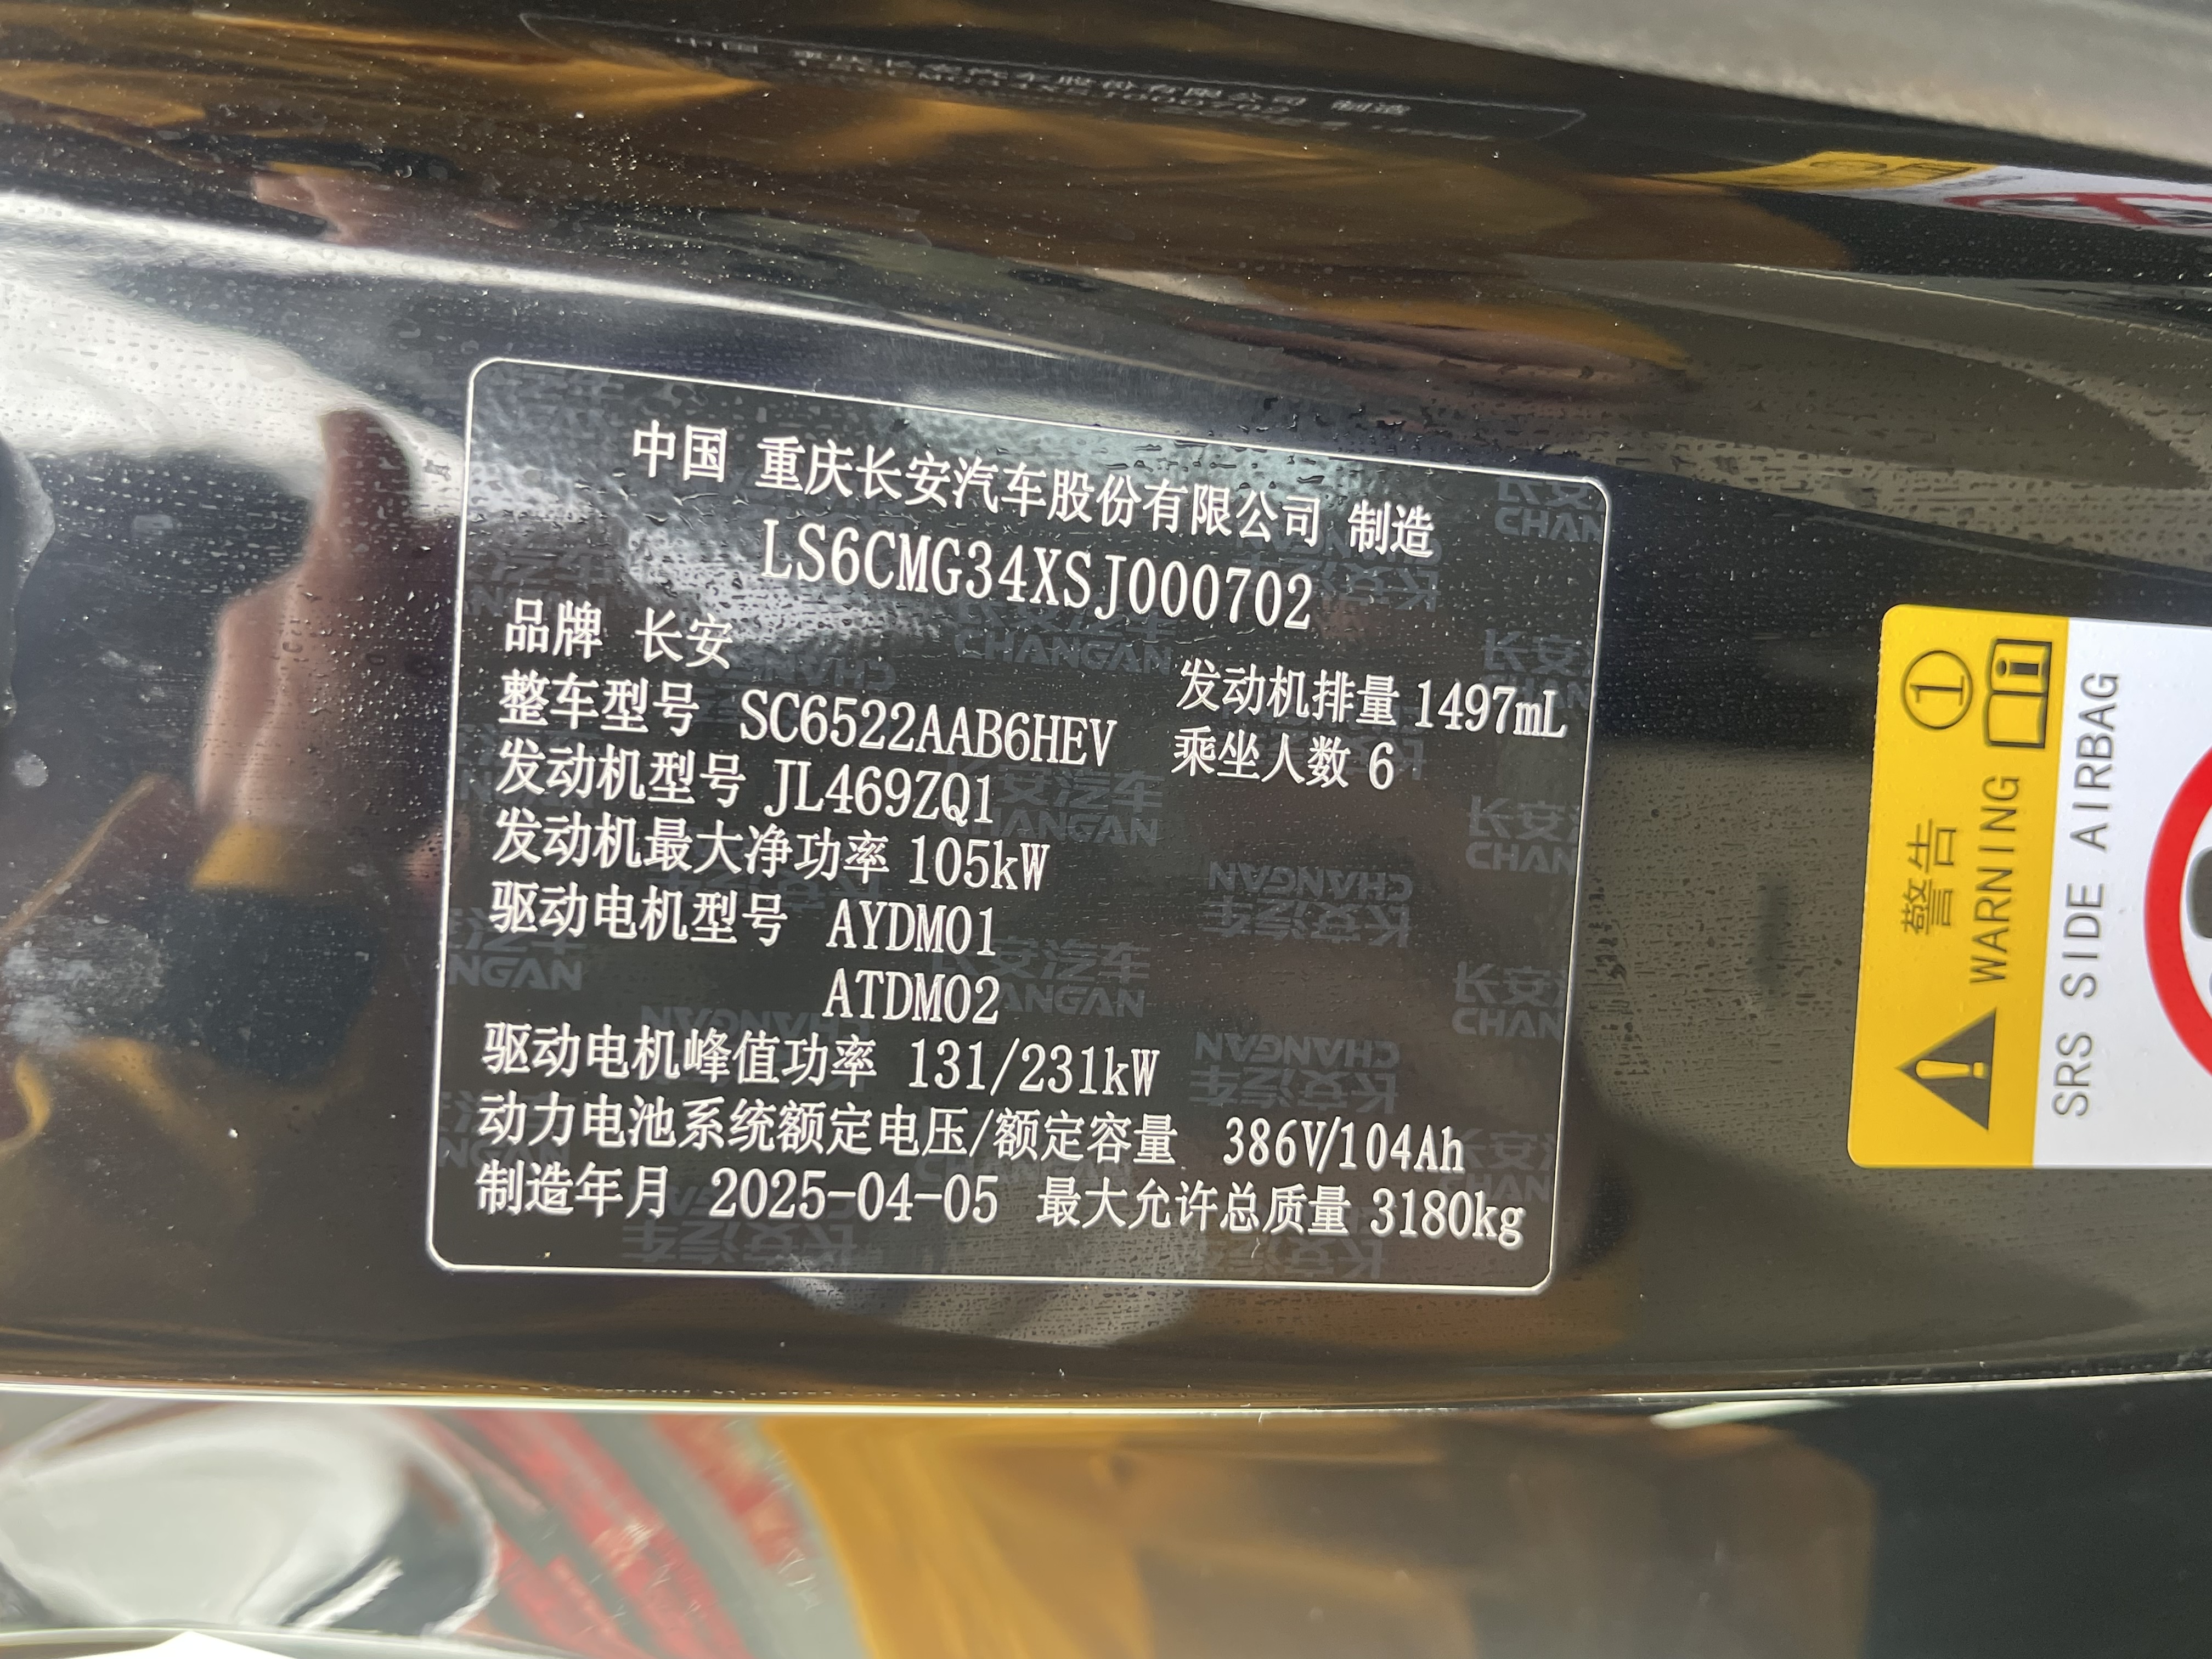 中国 重庆长安汽车股份有限公司 制造
LS6CMG34XSJ000702
品牌 长安
发动机排量 1497mL
整车型号 SC6522AAB6HEV 乘坐人数 6
发动机型号 JL469ZQ1
发动机最大净功率 105kW
驱动电机型号 AYDM01
ATDM02
驱动电机峰值功率 131/231kW
动力电池系统额定电压/额定容量 386V/104Ah
制造年月 2025-04-05 最大允许总质量 3180kg
警告
WARNING
SRS SIDE AIRBAG